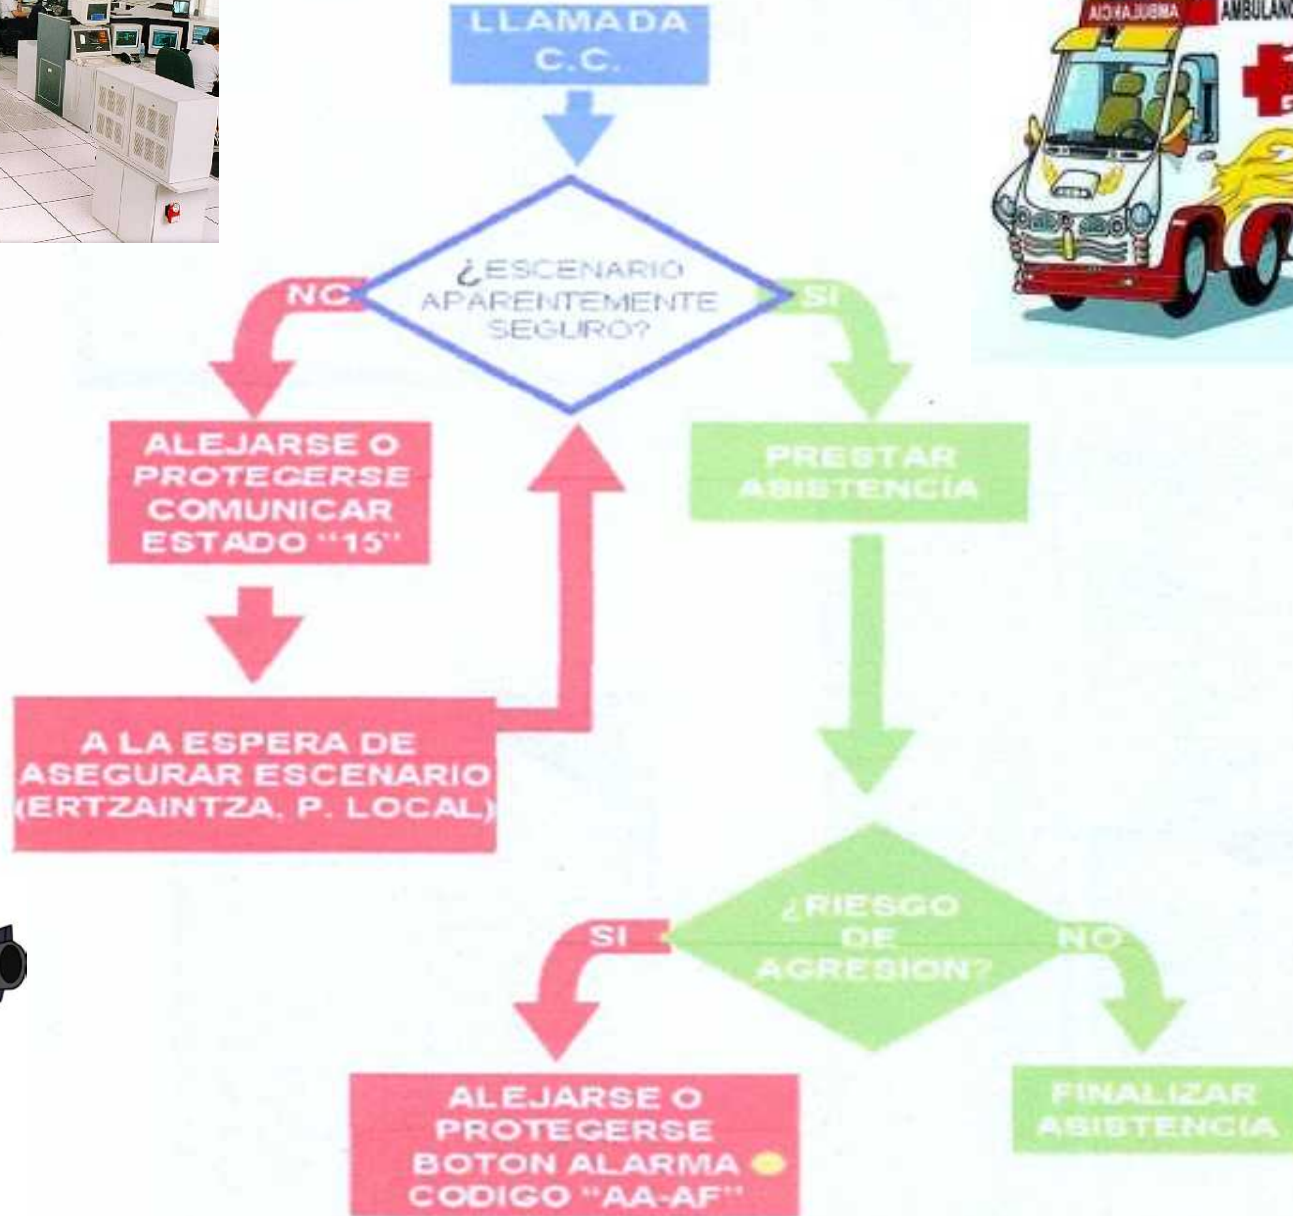 AMBULANCIA
AMBULANC
LLAMADA
C.C.
¿ESCENARIO
APARENTEMENTE
SEGURO?
NO
SI
ALEJARSE O
PROTEGERSE
COMUNICAR
ESTADO "15"
PRESTAR
ASISTENCIA
A LA ESPERA DE
ASEGURAR ESCENARIO
(ERTZAINTZA, P. LOCAL)
¿RIESGO
DE
AGRESION?
SI
NO
ALEJARSE O
PROTEGERSE
BOTON ALARMA
CODIGO "AA-AF"
FINALIZAR
ASISTENCIA